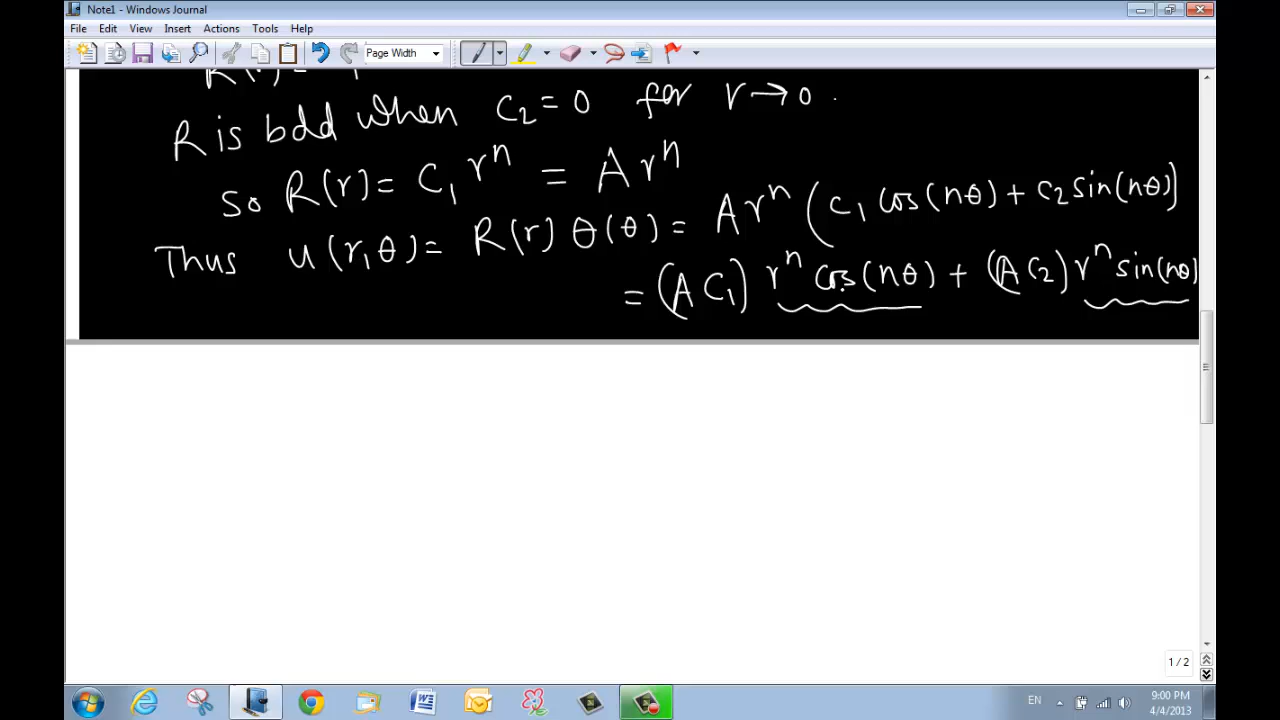 Note1 - Windows Journal
File Edit View Insert Actions Tools Help
Page Width
R is bdd when c₂ = 0 for r → 0 .
So R(r) = C₁ rⁿ = A rⁿ
Thus u(r,θ) = R(r) Θ(θ) = A rⁿ (c₁ cos(nθ) + c₂ sin(nθ)]
= (A C₁) rⁿ cos(nθ) + (A C₂) rⁿ sin(nθ)
1 / 2
EN
9:00 PM
4/4/2013